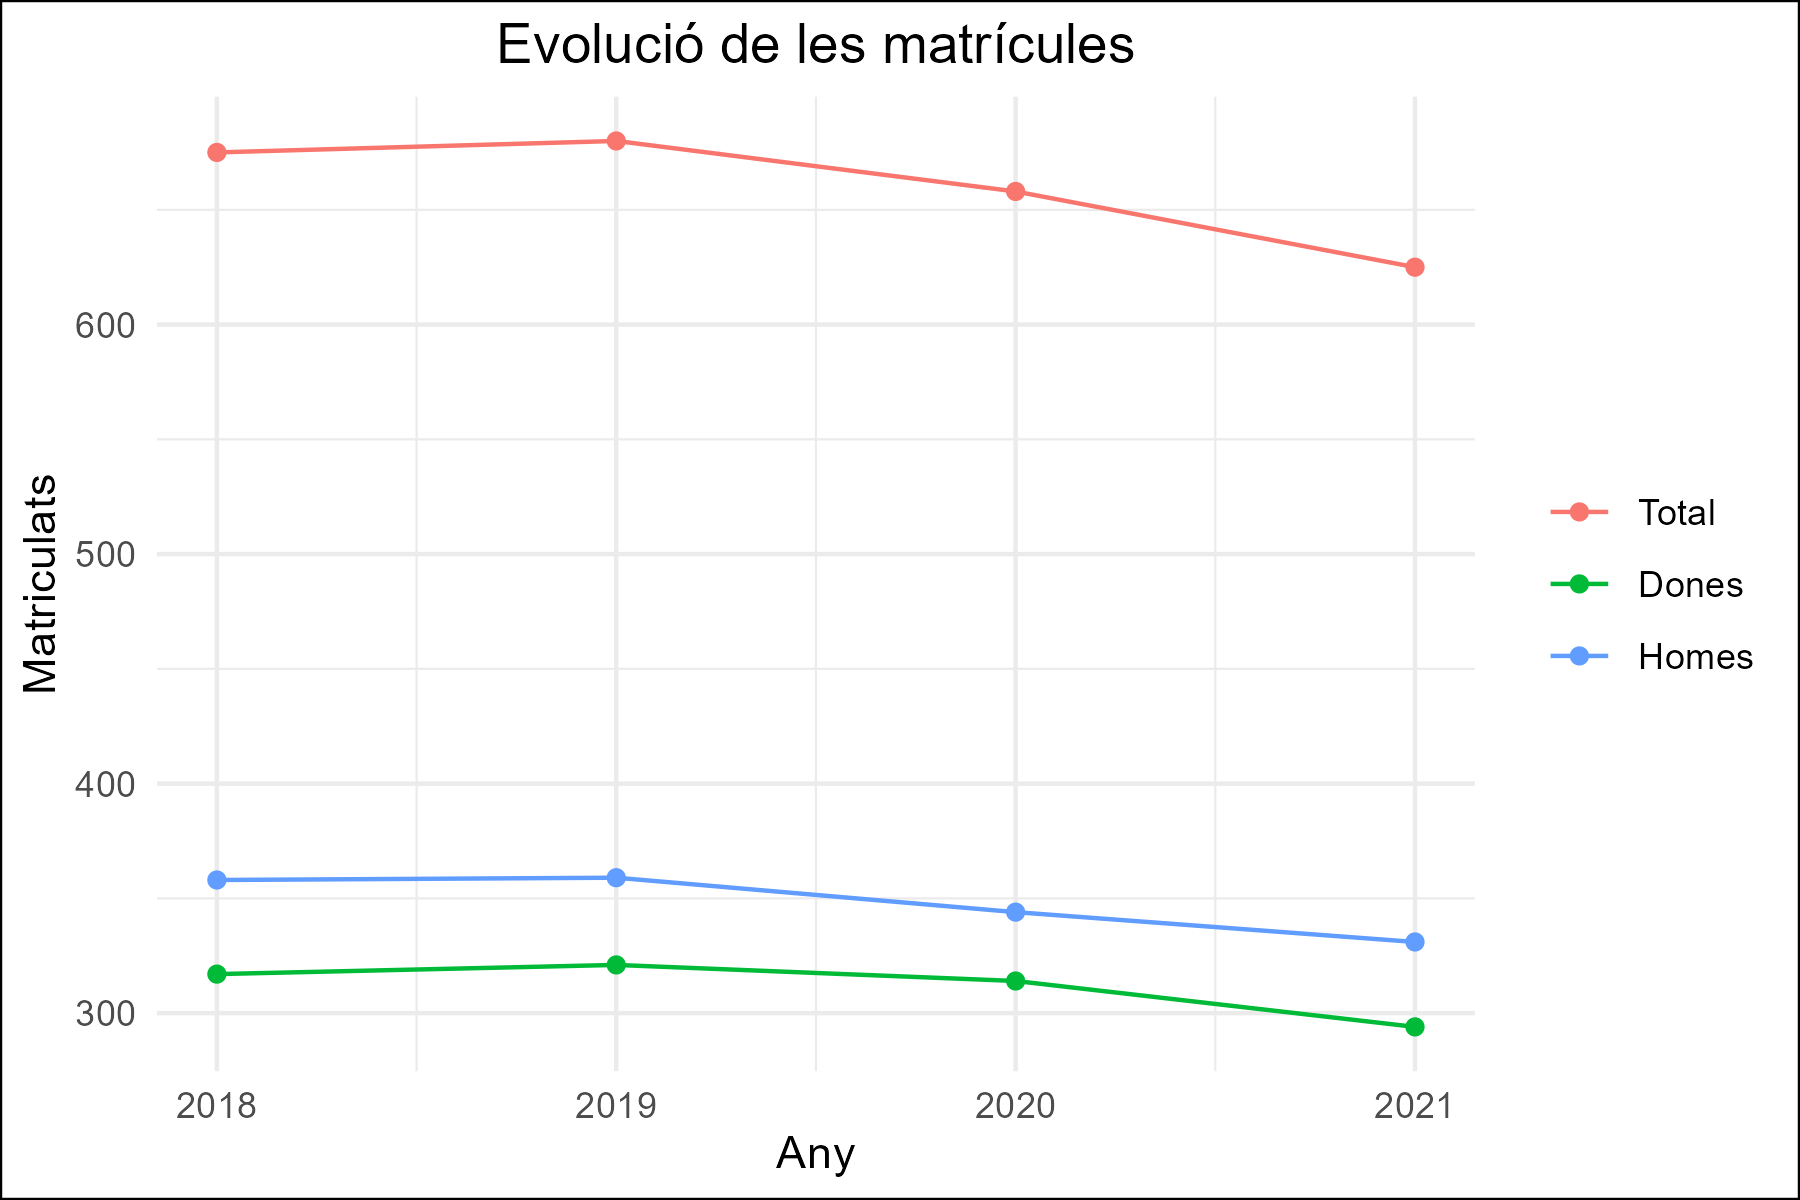 Evolució de les matrícules
Matriculats
600
500
400
300
2018
2019
2020
2021
Any
Total
Dones
Homes